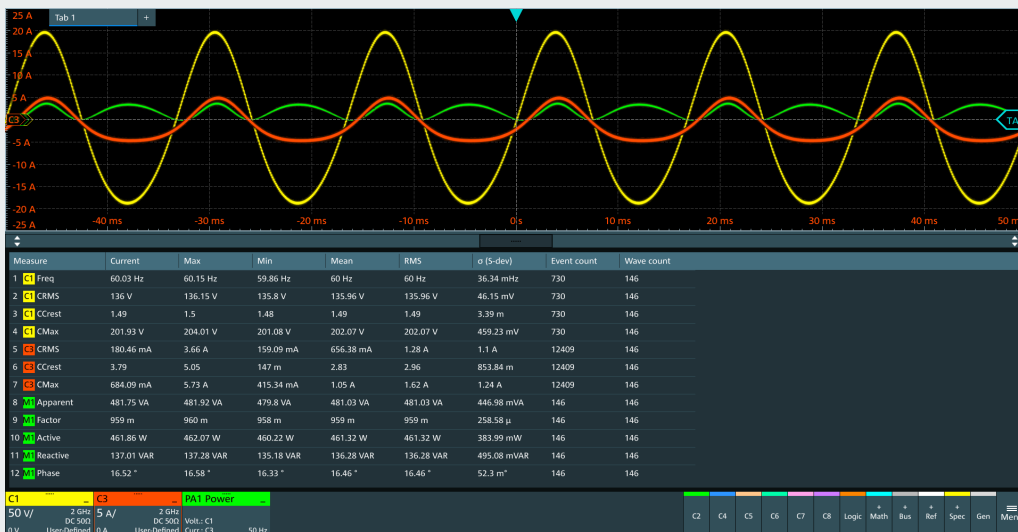 25 A
Tab 1 +
20 A
15 A
10 A
5 A
C3
TA
-5 A
-10 A
-15 A
-20 A
-40 ms -30 ms -20 ms -10 ms 0 s 10 ms 20 ms 30 ms 40 ms 50 m
-25 A
Measure Current Max Min Mean RMS σ (S-dev) Event count Wave count
1 C1 Freq 60.03 Hz 60.15 Hz 59.86 Hz 60 Hz 60 Hz 36.34 mHz 730 146
2 C1 CRMS 136 V 136.15 V 135.8 V 135.96 V 135.96 V 46.15 mV 730 146
3 C1 CCrest 1.49 1.5 1.48 1.49 1.49 3.39 m 730 146
4 C1 CMax 201.93 V 204.01 V 201.08 V 202.07 V 202.07 V 459.23 mV 730 146
5 C3 CRMS 180.46 mA 3.66 A 159.09 mA 656.38 mA 1.28 A 1.1 A 12409 146
6 C3 CCrest 3.79 5.05 147 m 2.83 2.96 853.84 m 12409 146
7 C3 CMax 684.09 mA 5.73 A 415.34 mA 1.05 A 1.62 A 1.24 A 12409 146
8 M1 Apparent 481.75 VA 481.92 VA 479.8 VA 481.03 VA 481.03 VA 446.98 mVA 146 146
9 M1 Factor 959 m 960 m 958 m 959 m 959 m 258.58 μ 146 146
10 M1 Active 461.86 W 462.07 W 460.22 W 461.32 W 461.32 W 383.99 mW 146 146
11 M1 Reactive 137.01 VAR 137.28 VAR 135.18 VAR 136.28 VAR 136.28 VAR 495.08 mVAR 146 146
12 M1 Phase 16.52 ° 16.58 ° 16.33 ° 16.46 ° 16.46 ° 52.3 m° 146 146
C1 C3 PA1 Power
50 V/ 2 GHz 5 A/ 2 GHz
DC 50Ω DC 50Ω Volt.: C1
0 V User-Defined 0 A User-Defined Curr.: C3 50 Hz
C2 C4 C5 C6 C7 C8 Logic + Math + Bus + Ref + Spec Gen Men